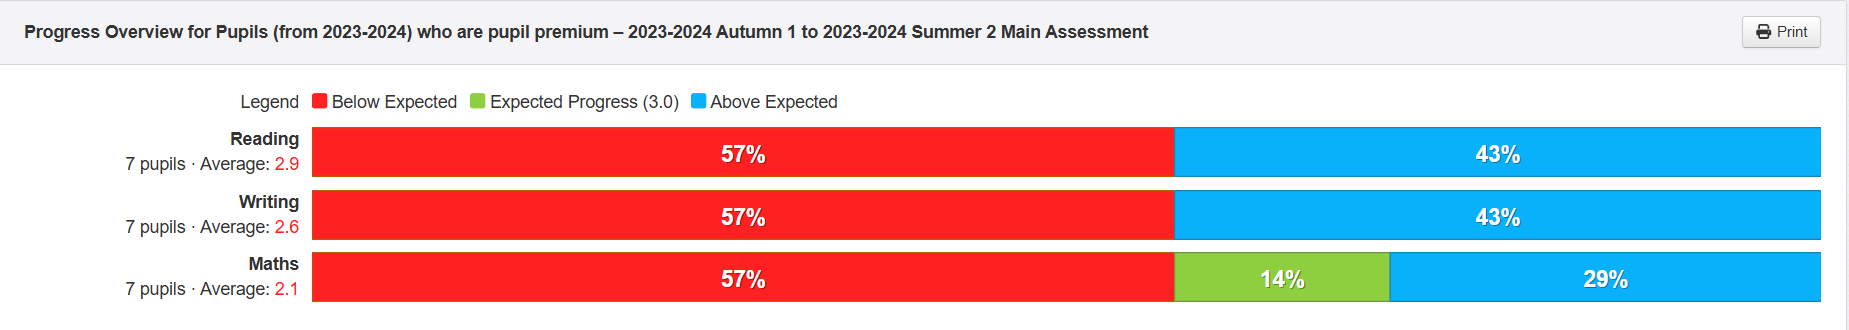 Progress Overview for Pupils (from 2023-2024) who are pupil premium – 2023-2024 Autumn 1 to 2023-2024 Summer 2 Main Assessment
Print
Legend Below Expected Expected Progress (3.0) Above Expected
Reading
7 pupils · Average: 2.9
57% 43%
Writing
7 pupils · Average: 2.6
57% 43%
Maths
7 pupils · Average: 2.1
57% 14% 29%